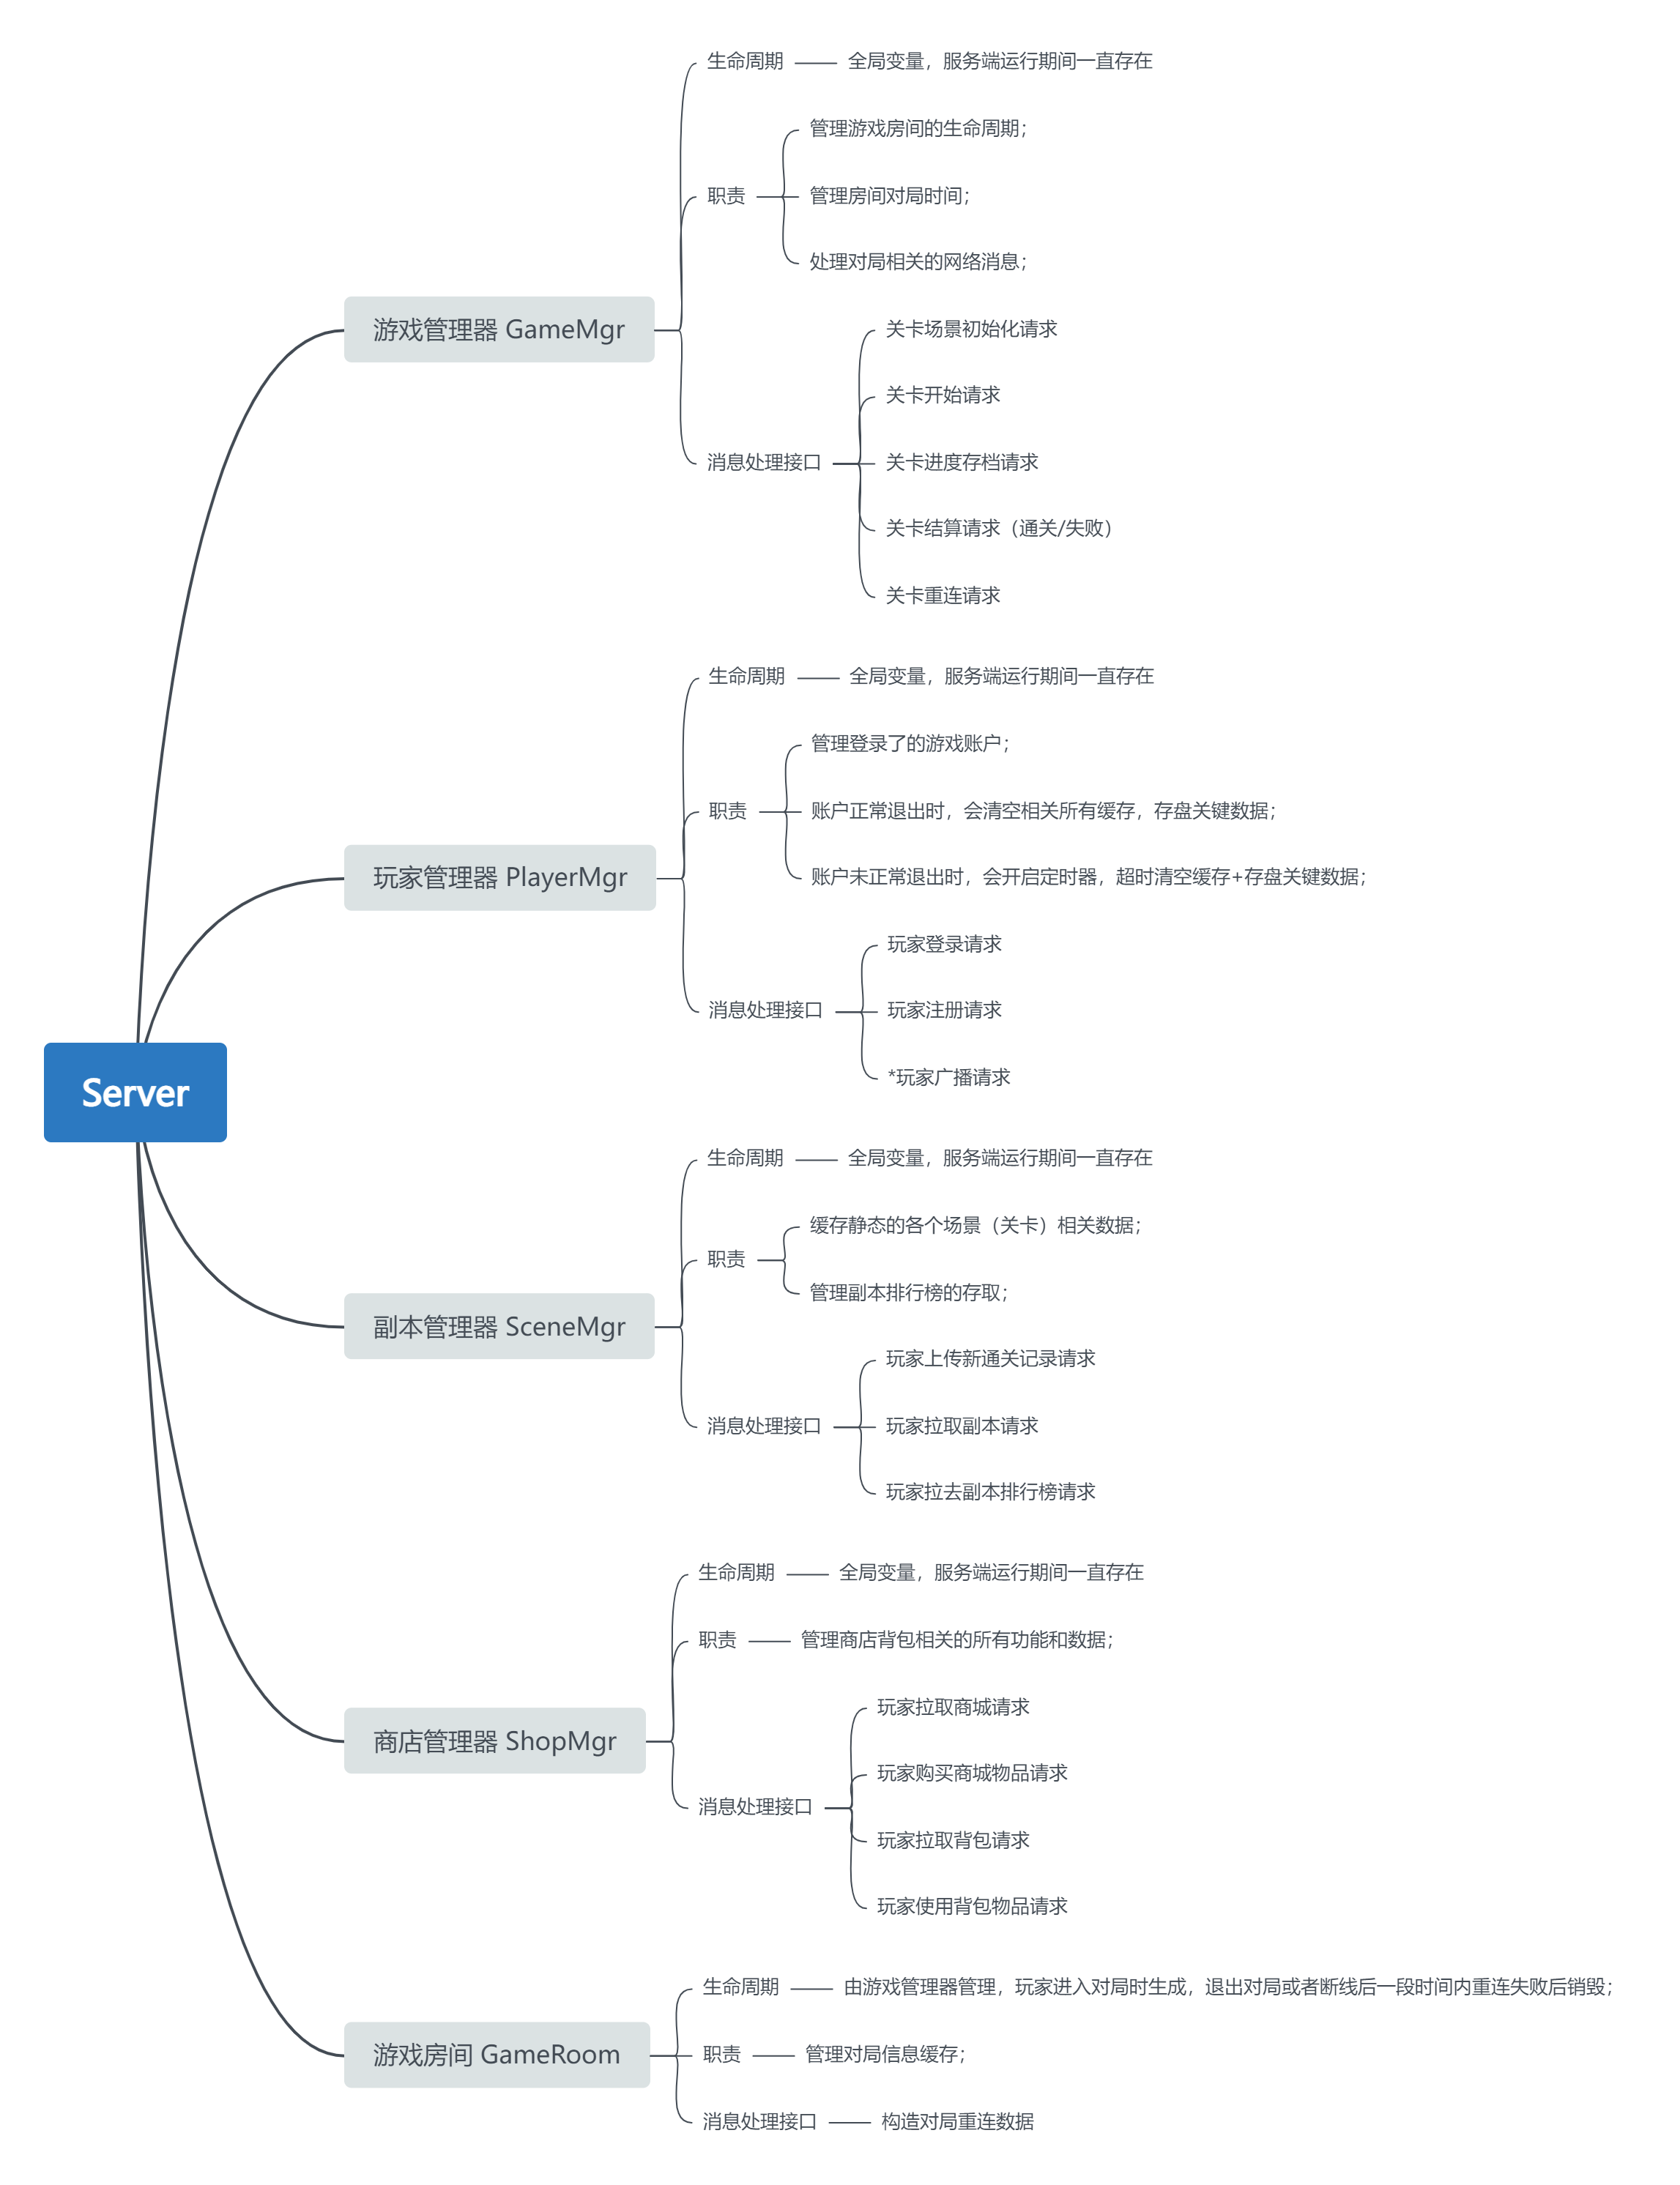 Server
游戏管理器 GameMgr
生命周期
全局变量，服务端运行期间一直存在
职责
管理游戏房间的生命周期；
管理房间对局时间；
处理对局相关的网络消息；
消息处理接口
关卡场景初始化请求
关卡开始请求
关卡进度存档请求
关卡结算请求（通关/失败）
关卡重连请求
玩家管理器 PlayerMgr
生命周期
全局变量，服务端运行期间一直存在
职责
管理登录了的游戏账户；
账户正常退出时，会清空相关所有缓存，存盘关键数据；
账户未正常退出时，会开启定时器，超时清空缓存+存盘关键数据；
消息处理接口
玩家登录请求
玩家注册请求
*玩家广播请求
副本管理器 SceneMgr
生命周期
全局变量，服务端运行期间一直存在
职责
缓存静态的各个场景（关卡）相关数据；
管理副本排行榜的存取；
消息处理接口
玩家上传新通关记录请求
玩家拉取副本请求
玩家拉去副本排行榜请求
商店管理器 ShopMgr
生命周期
全局变量，服务端运行期间一直存在
职责
管理商店背包相关的所有功能和数据；
消息处理接口
玩家拉取商城请求
玩家购买商城物品请求
玩家拉取背包请求
玩家使用背包物品请求
游戏房间 GameRoom
生命周期
由游戏管理器管理，玩家进入对局时生成，退出对局或者断线后一段时间内重连失败后销毁；
职责
管理对局信息缓存；
消息处理接口
构造对局重连数据